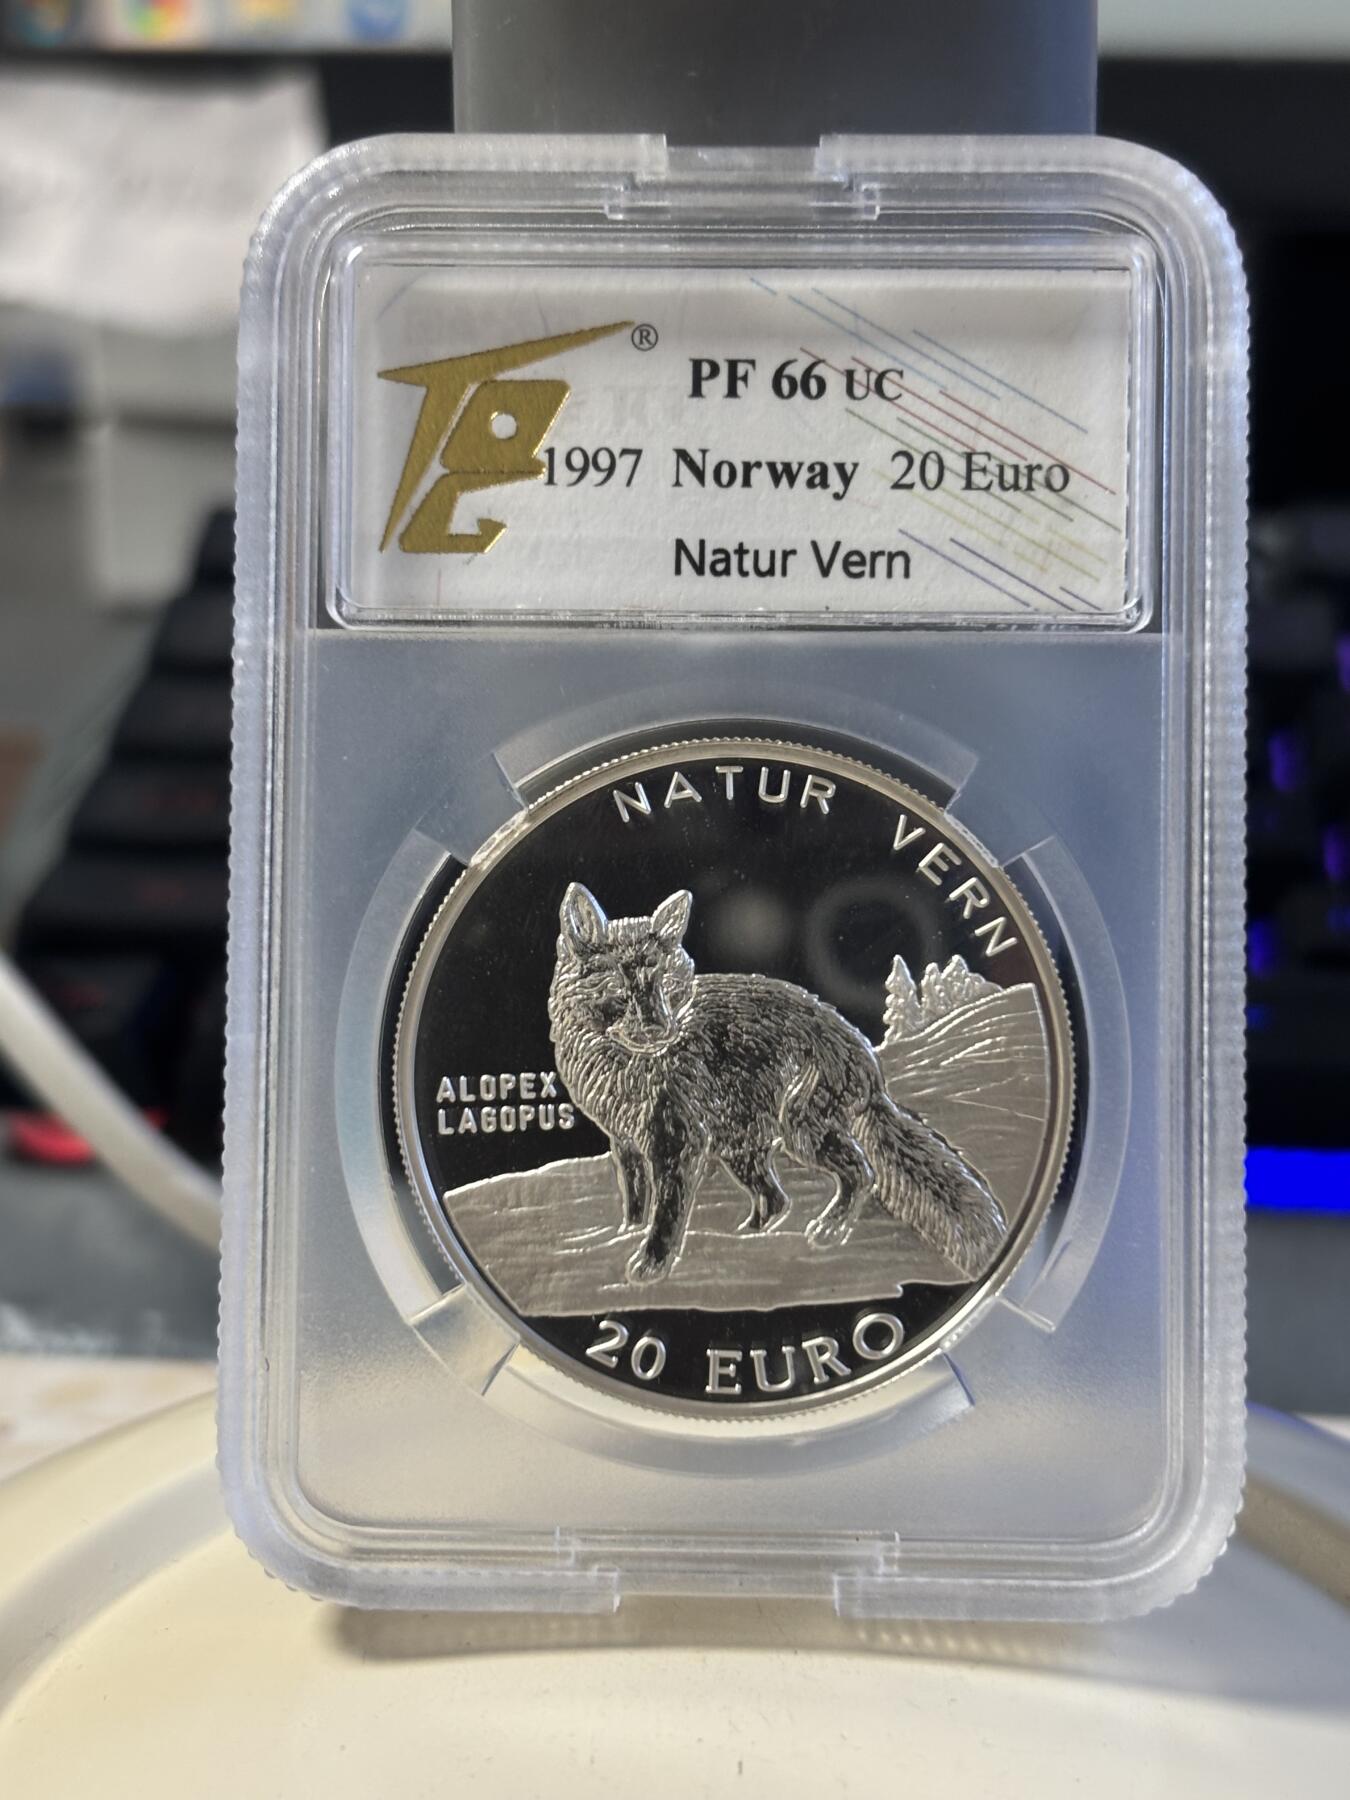 ®
PF 66 UC
1997 Norway 20 Euro
Natur Vern
NATUR VERN
ALOPEX
LAGOPUS
20 EURO